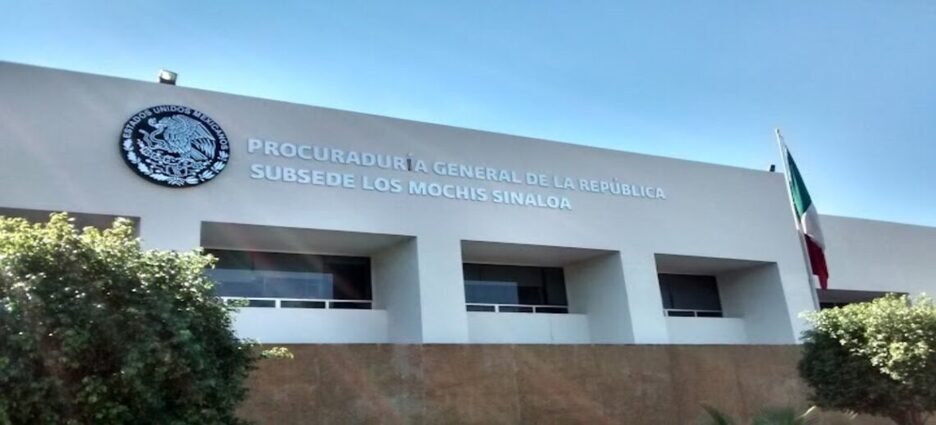 ESTADOS UNIDOS MEXICANOS
PROCURADURÍA GENERAL DE LA REPÚBLICA
SUBSEDE LOS MOCHIS SINALOA